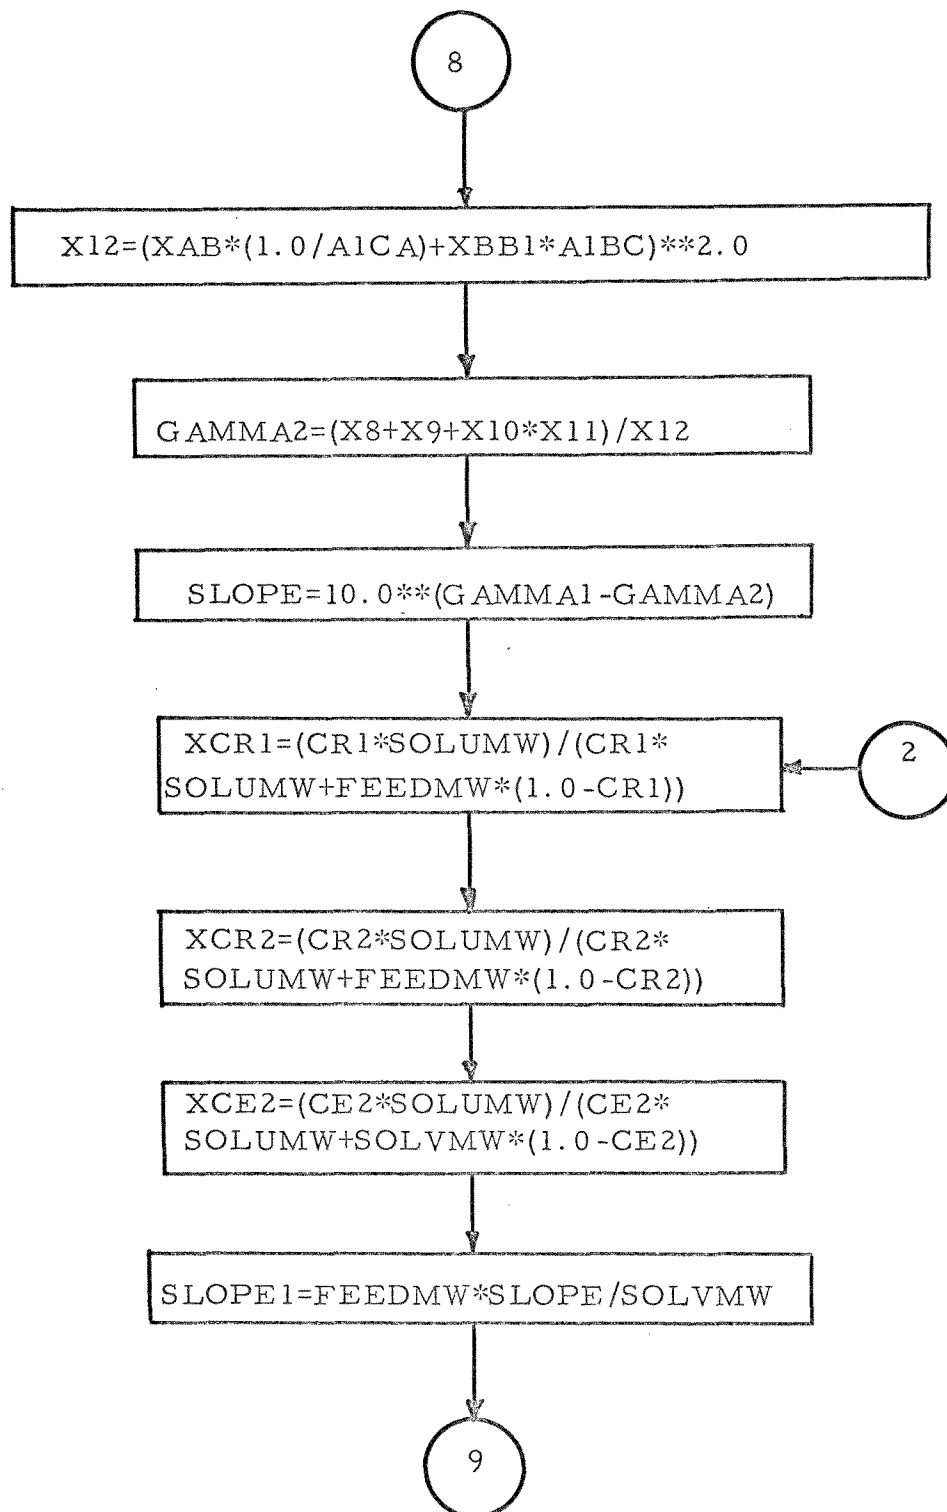 8
X12=(XAB*(1.0/A1CA)+XBB1*A1BC)**2.0
GAMMA2=(X8+X9+X10*X11)/X12
SLOPE=10.0**(GAMMA1-GAMMA2)
XCR1=(CR1*SOLUMW)/(CR1*
SOLUMW+FEEDMW*(1.0-CR1))
2
XCR2=(CR2*SOLUMW)/(CR2*
SOLUMW+FEEDMW*(1.0-CR2))
XCE2=(CE2*SOLUMW)/(CE2*
SOLUMW+SOLVMW*(1.0-CE2))
SLOPE1=FEEDMW*SLOPE/SOLVMW
9